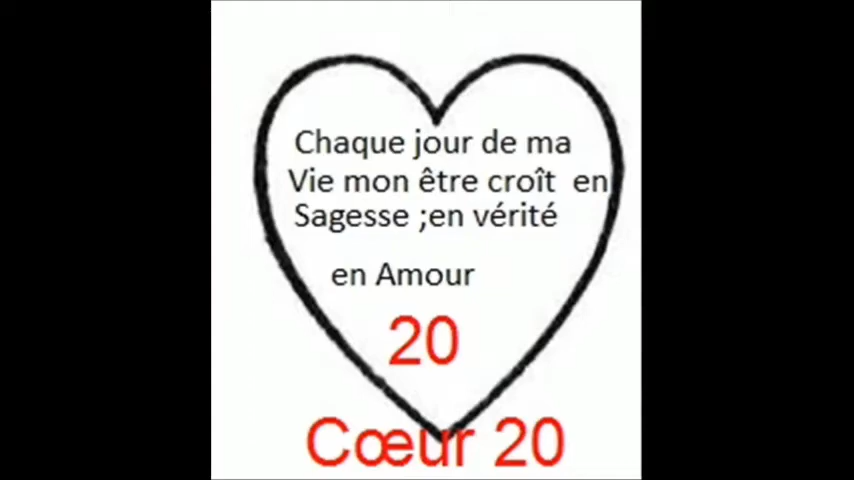 Chaque jour de ma
Vie mon être croît en
Sagesse ;en vérité
en Amour
20
Cœur 20